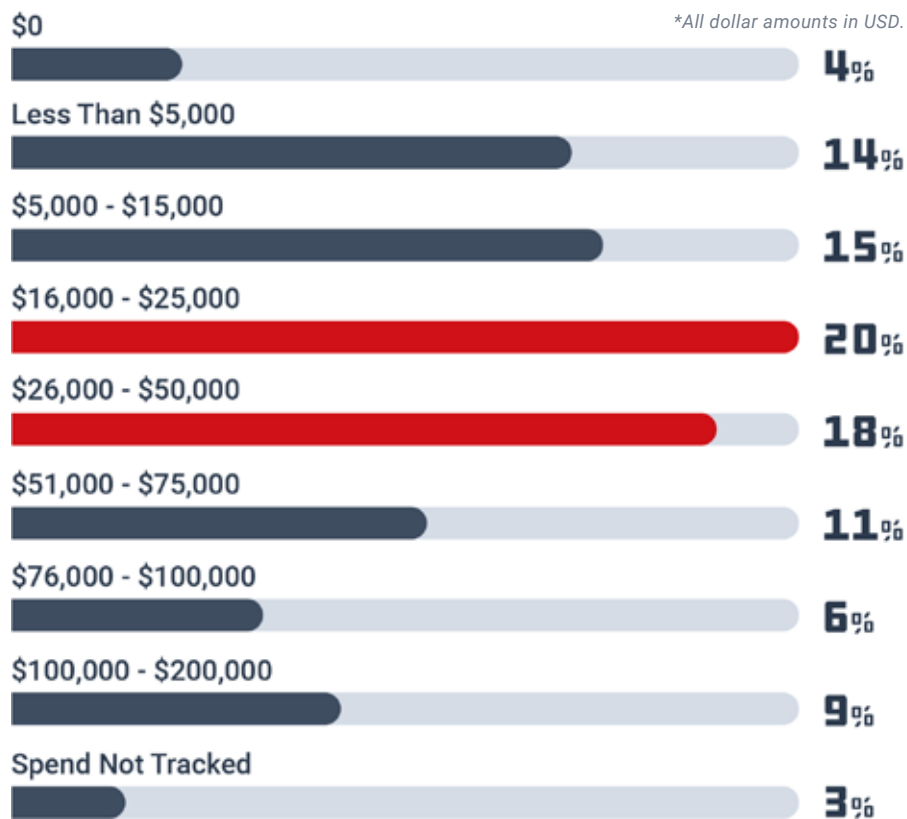 $0
*All dollar amounts in USD.
4%
Less Than $5,000
14%
$5,000 - $15,000
15%
$16,000 - $25,000
20%
$26,000 - $50,000
18%
$51,000 - $75,000
11%
$76,000 - $100,000
6%
$100,000 - $200,000
9%
Spend Not Tracked
3%